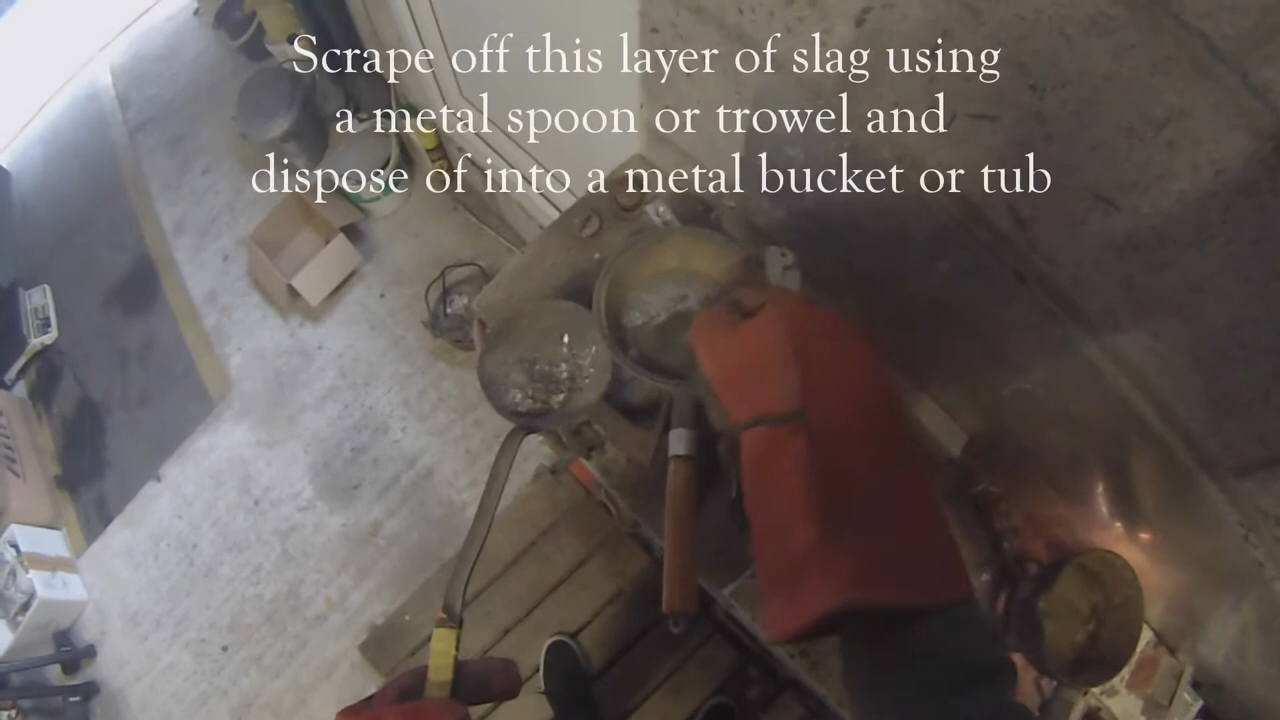 Scrape off this layer of slag using
a metal spoon or trowel and
dispose of into a metal bucket or tub